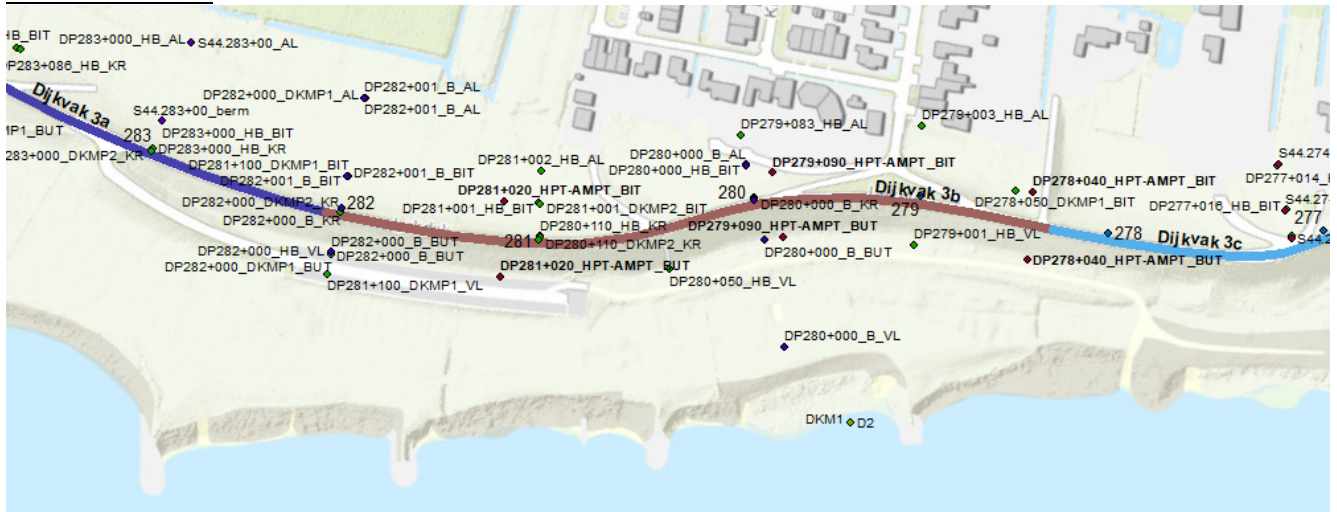 HB_BIT
DP283+000_HB_AL
S44.283+00_AL
DP283+086_HB_KR
DP282+000_DKMP1_AL
DP282+001_B_AL
DP282+001_B_AL
Dijkvak 3a
S44.283+00_berm
MP1_BUT
283
DP283+000_HB_BIT
DP283+000_HB_KR
283+000_DKMP2_KR
DP281+100_DKMP1_BIT
DP282+001_B_BIT
DP282+001_B_BIT
DP282+000_DKMP2_KR
282
DP282+000_B_KR
DP282+000_B_BUT
DP282+000_HB_VL
DP282+000_B_BUT
DP282+000_DKMP1_BUT
DP281+100_DKMP1_VL
DP281+002_HB_AL
DP281+020_HPT-AMPT_BIT
DP281+001_HB_BIT
DP281+001_DKMP2_BIT
DP280+110_HB_KR
281
DP280+110_DKMP2_KR
DP281+020_HPT-AMPT_BUT
DP280+050_HB_VL
DP279+083_HB_AL
DP279+003_HB_AL
DP280+000_B_AL
DP279+090_HPT-AMPT_BIT
DP280+000_HB_BIT
280
DP280+000_B_KR
Dijkvak 3b
279
DP279+090_HPT-AMPT_BUT
DP280+000_B_BUT
DP279+001_HB_VL
DP278+040_HPT-AMPT_BIT
DP278+050_DKMP1_BIT
278
Dijkvak 3c
DP278+040_HPT-AMPT_BUT
S44.274
DP277+014_H
S44.274
DP277+016_HB_BIT
277
S44.2
DP280+000_B_VL
DKM1
D2